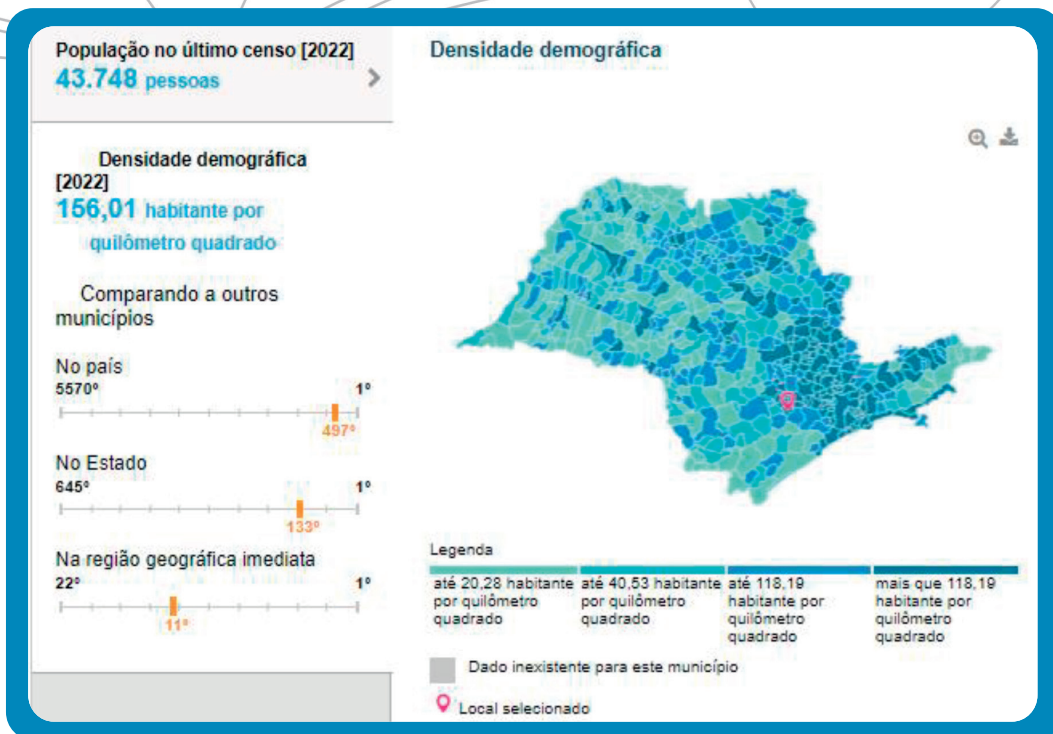 População no último censo [2022]
43.748 pessoas
Densidade demográfica
[2022]
156,01 habitante por
quilômetro quadrado
Comparando a outros
municípios
No país
5570º 1º
497º
No Estado
645º 1º
133º
Na região geográfica imediata
22º 1º
11º
Densidade demográfica
Legenda
até 20,28 habitante
por quilômetro
quadrado
até 40,53 habitante
por quilômetro
quadrado
até 118,19
habitante por
quilômetro
quadrado
mais que 118,19
habitante por
quilômetro
quadrado
Dado inexistente para este município
Local selecionado